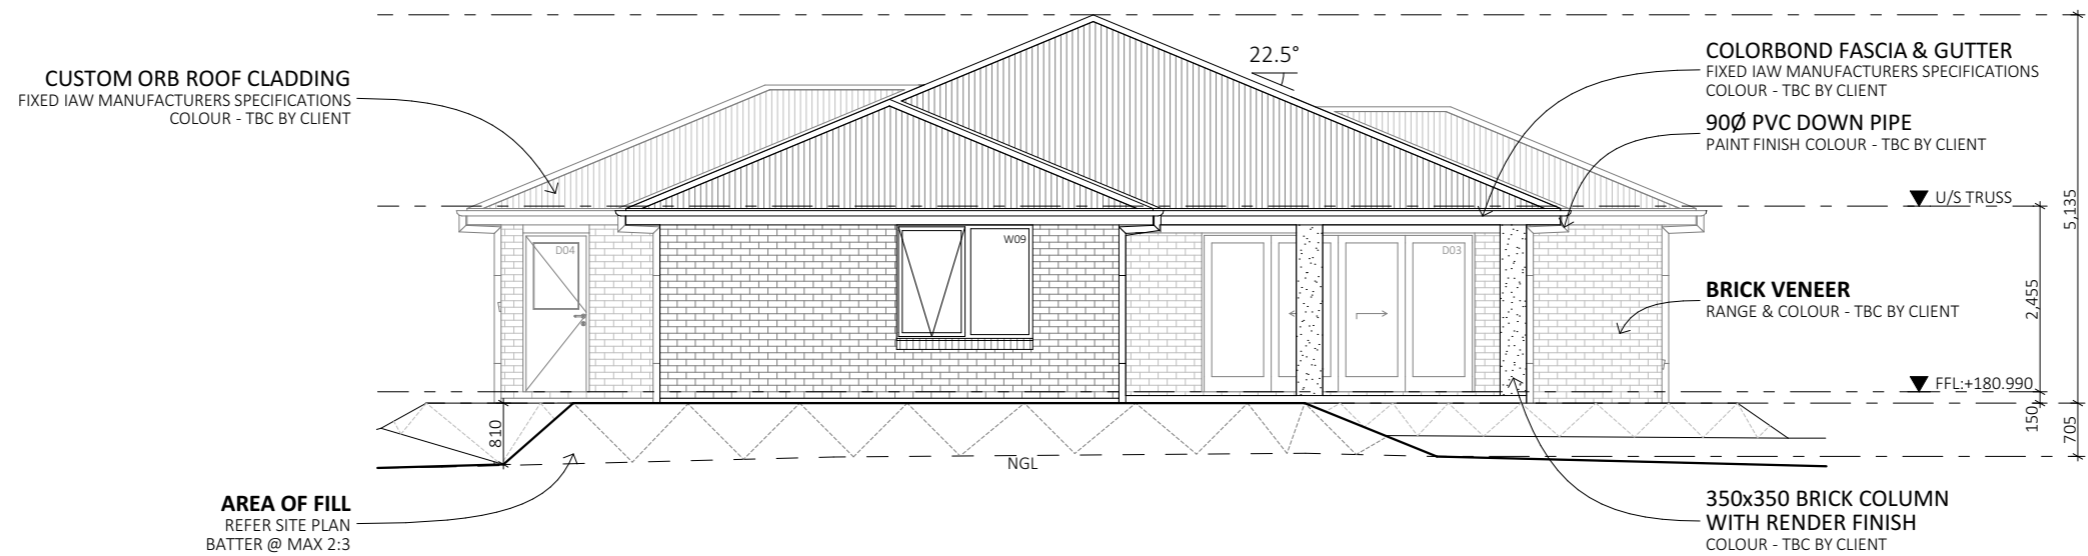 CUSTOM ORB ROOF CLADDING
FIXED IAW MANUFACTURERS SPECIFICATIONS
COLOUR - TBC BY CLIENT
22.5°
COLORBOND FASCIA & GUTTER
FIXED IAW MANUFACTURERS SPECIFICATIONS
COLOUR - TBC BY CLIENT
90Ø PVC DOWN PIPE
PAINT FINISH COLOUR - TBC BY CLIENT
U/S TRUSS
5,135
D04
W09
D03
2,455
BRICK VENEER
RANGE & COLOUR - TBC BY CLIENT
FFL:+180.990
150
705
810
NGL
AREA OF FILL
REFER SITE PLAN
BATTER @ MAX 2:3
350x350 BRICK COLUMN
WITH RENDER FINISH
COLOUR - TBC BY CLIENT